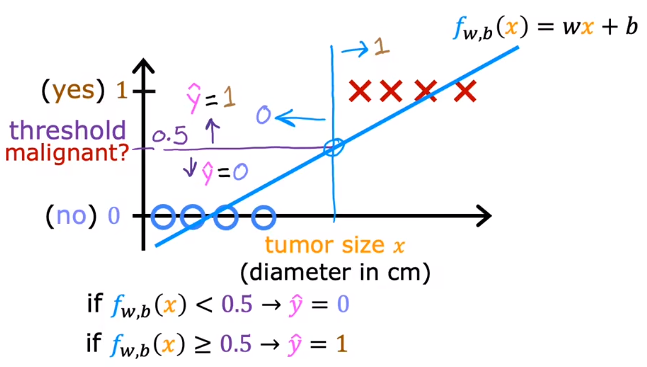 f_{w,b}(x) = wx + b
→ 1
(yes) 1
ŷ = 1
0 ←
threshold
0.5 ↑
malignant?
↓ ŷ = 0
(no) 0
tumor size x
(diameter in cm)
if f_{w,b}(x) < 0.5 → ŷ = 0
if f_{w,b}(x) ≥ 0.5 → ŷ = 1